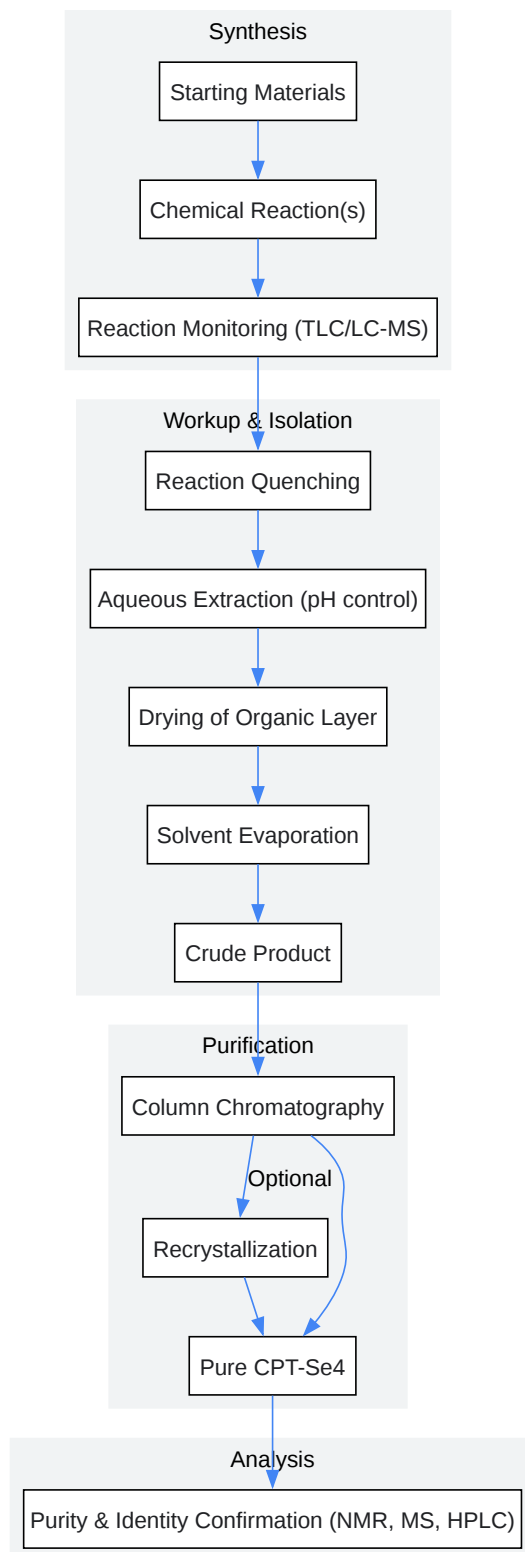 Synthesis
Starting Materials
Chemical Reaction(s)
Reaction Monitoring (TLC/LC-MS)
Workup & Isolation
Reaction Quenching
Aqueous Extraction (pH control)
Drying of Organic Layer
Solvent Evaporation
Crude Product
Purification
Column Chromatography
Optional
Recrystallization
Pure CPT-Se4
Analysis
Purity & Identity Confirmation (NMR, MS, HPLC)